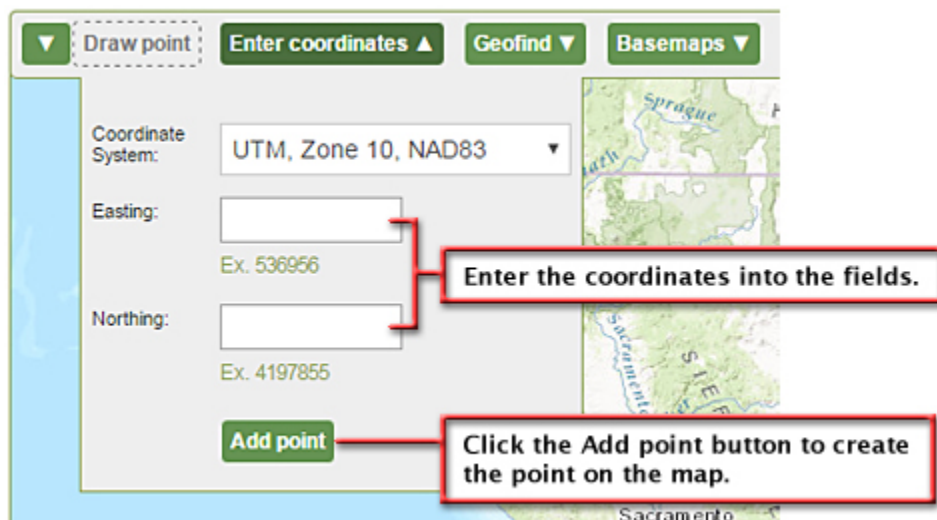 ▼ Draw point Enter coordinates ▲ Geofind ▼ Basemaps ▼
Sprague
Coordinate
System:
UTM, Zone 10, NAD83 ▼
Easting:
Ex. 536956
Enter the coordinates into the fields.
Northing:
Ex. 4197855
Sacramento
SIER
Add point
Click the Add point button to create
the point on the map.
Sacramento